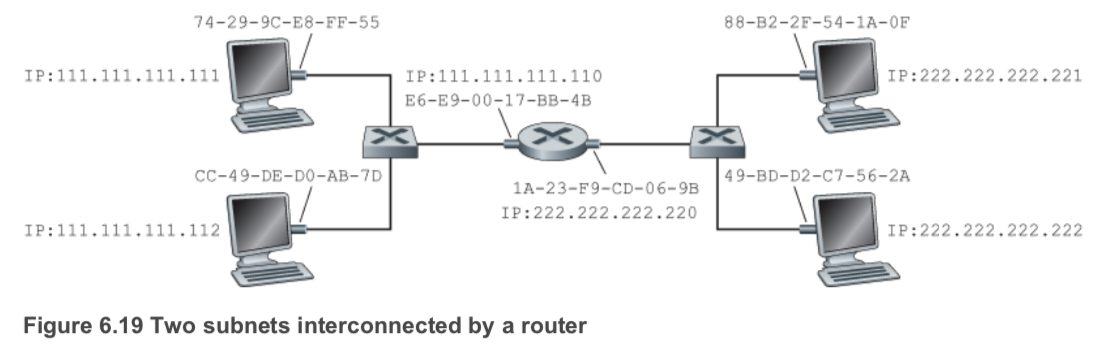 74-29-9C-E8-FF-55
88-B2-2F-54-1A-0F
IP:111.111.111.111
IP:111.111.111.110
E6-E9-00-17-BB-4B
IP:222.222.222.221
CC-49-DE-D0-AB-7D
1A-23-F9-CD-06-9B
IP:222.222.222.220
49-BD-D2-C7-56-2A
IP:111.111.111.112
IP:222.222.222.222
Figure 6.19 Two subnets interconnected by a router